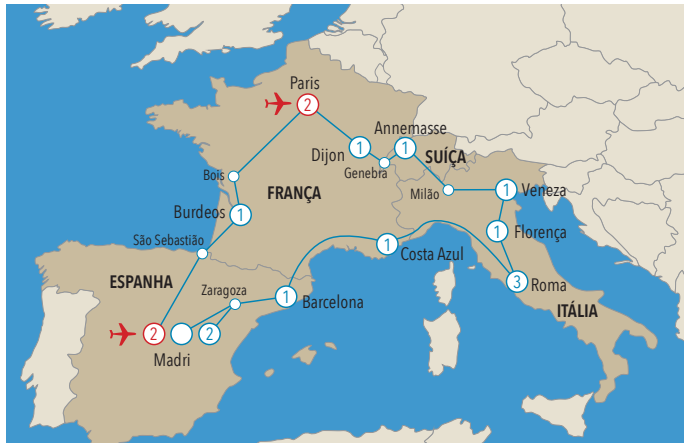 Paris
2
Annemasse
1
1
Dijon
Genebra
SUÍÇA
Bois
FRANÇA
Milão
1
Veneza
Burdeos
1
1
Florença
São Sebastião
1
Costa Azul
ESPANHA
Zaragoza
1
Barcelona
3
Roma
ITÁLIA
2
2
Madri